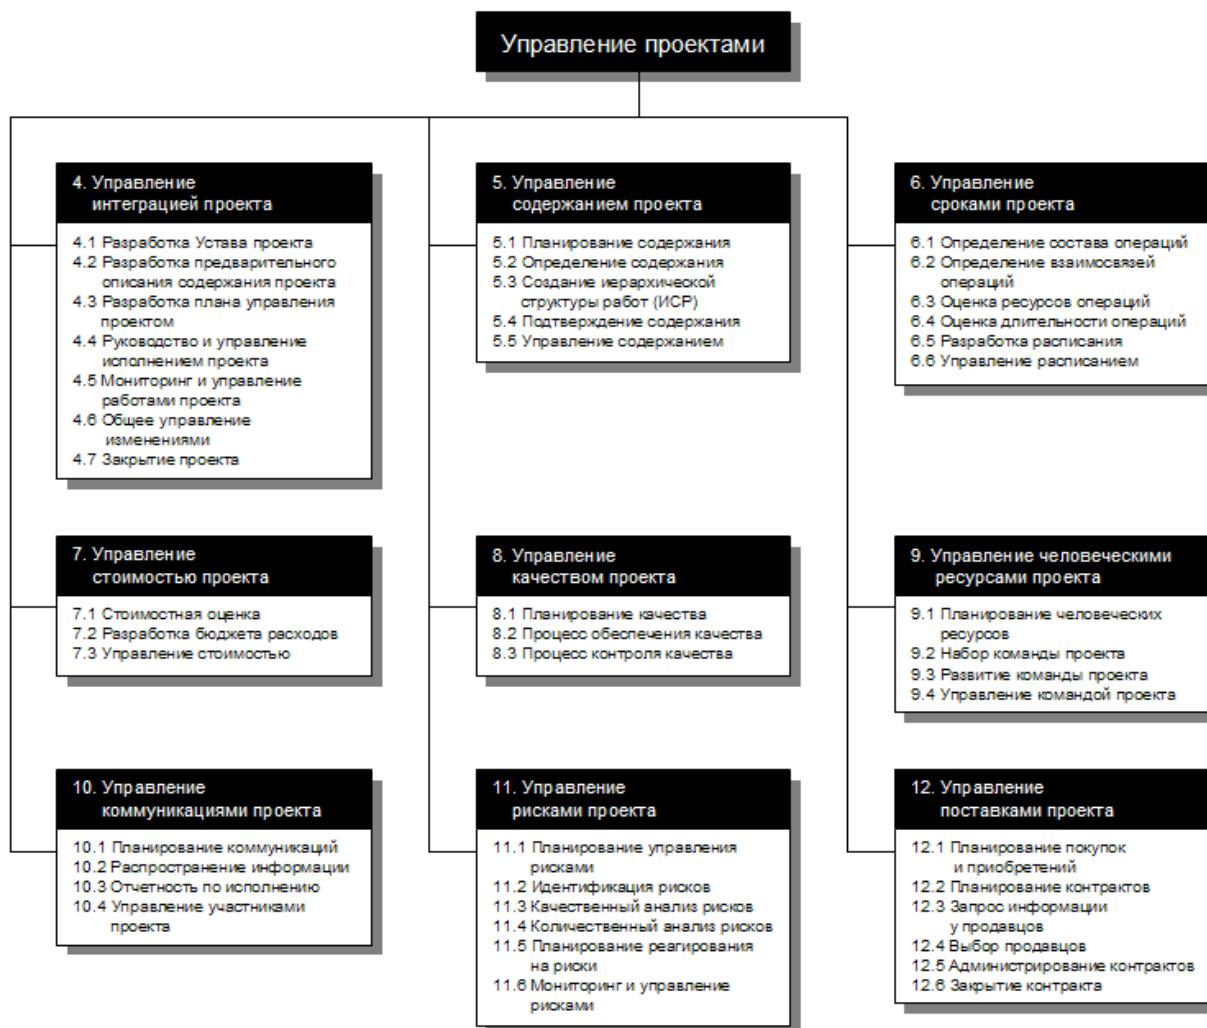 Управление проектами
4. Управление
интеграцией проекта
4.1 Разработка Устава проекта
4.2 Разработка предварительного
описания содержания проекта
4.3 Разработка плана управления
проектом
4.4 Руководство и управление
исполнением проекта
4.5 Мониторинг и управление
работами проекта
4.6 Общее управление
изменениями
4.7 Закрытие проекта
5. Управление
содержанием проекта
5.1 Планирование содержания
5.2 Определение содержания
5.3 Создание иерархической
структуры работ (ИСР)
5.4 Подтверждение содержания
5.5 Управление содержанием
6. Управление
сроками проекта
6.1 Определение состава операций
6.2 Определение взаимосвязей
операций
6.3 Оценка ресурсов операций
6.4 Оценка длительности операций
6.5 Разработка расписания
6.6 Управление расписанием
7. Управление
стоимостью проекта
7.1 Стоимостная оценка
7.2 Разработка бюджета расходов
7.3 Управление стоимостью
8. Управление
качеством проекта
8.1 Планирование качества
8.2 Процесс обеспечения качества
8.3 Процесс контроля качества
9. Управление человеческими
ресурсами проекта
9.1 Планирование человеческих
ресурсов
9.2 Набор команды проекта
9.3 Развитие команды проекта
9.4 Управление командой проекта
10. Управление
коммуникациями проекта
10.1 Планирование коммуникаций
10.2 Распространение информации
10.3 Отчетность по исполнению
10.4 Управление участниками
проекта
11. Управление
рисками проекта
11.1 Планирование управления
рисками
11.2 Идентификация рисков
11.3 Качественный анализ рисков
11.4 Количественный анализ рисков
11.5 Планирование реагирования
на риски
11.6 Мониторинг и управление
рисками
12. Управление
поставками проекта
12.1 Планирование покупок
и приобретений
12.2 Планирование контрактов
12.3 Запрос информации
у продавцов
12.4 Выбор продавцов
12.5 Администрирование контрактов
12.6 Закрытие контракта